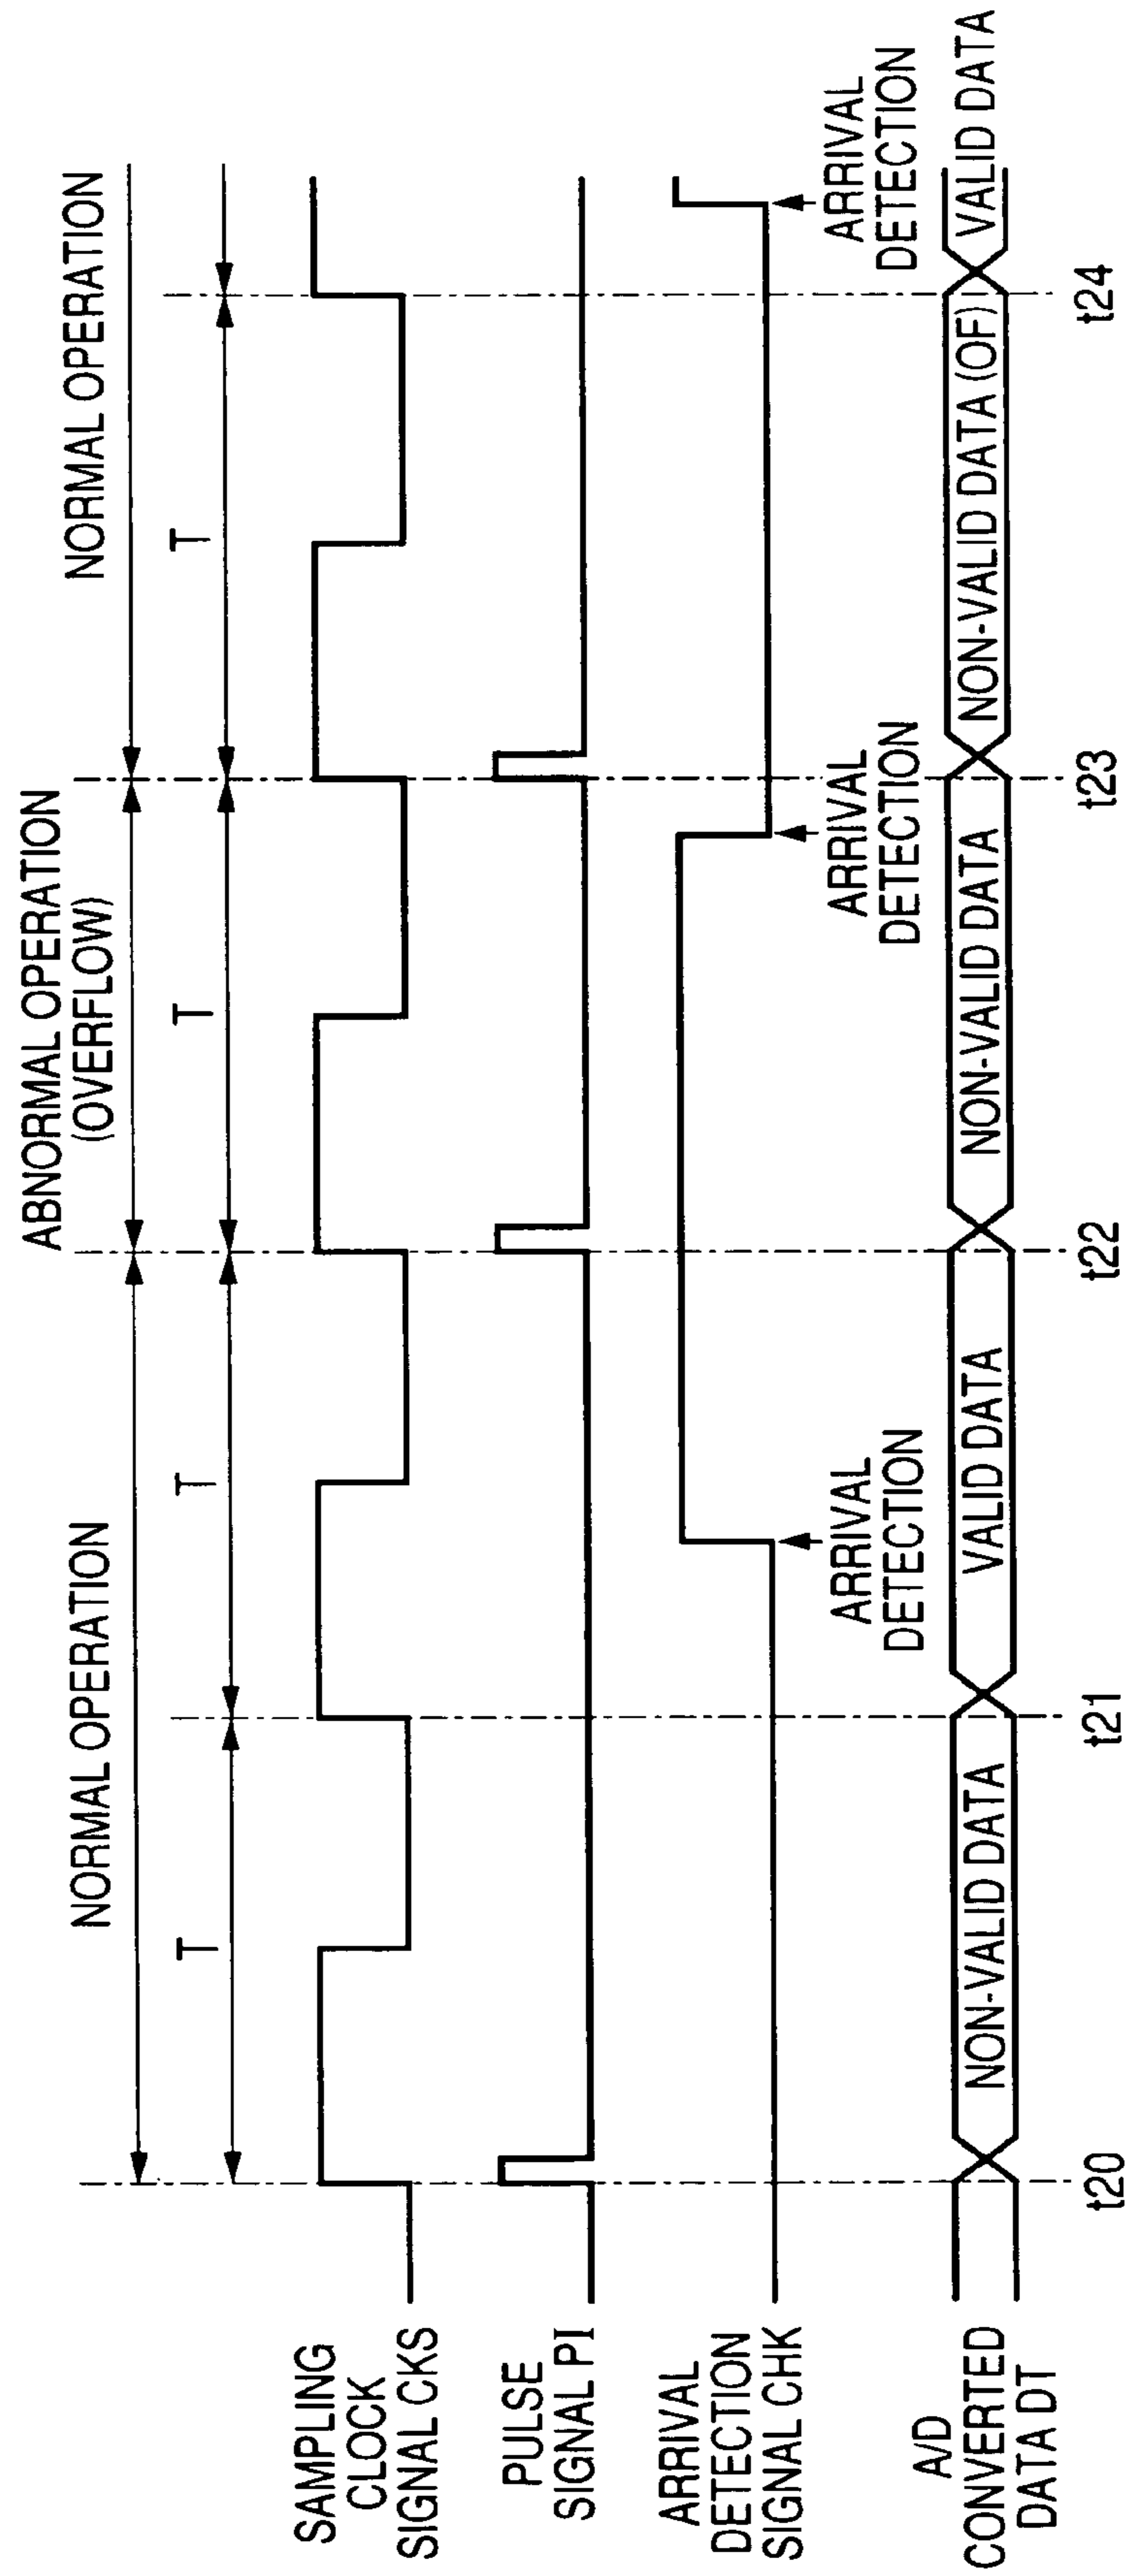 ABNORMAL OPERATION
(OVERFLOW)
NORMAL OPERATION
NORMAL OPERATION
T
T
T
T
SAMPLING
CLOCK
SIGNAL CKS
PULSE
SIGNAL PI
ARRIVAL
DETECTION
SIGNAL CHK
ARRIVAL
DETECTION
ARRIVAL
DETECTION
ARRIVAL
DETECTION
A/D
CONVERTED
DATA DT
NON-VALID DATA
VALID DATA
NON-VALID DATA
NON-VALID DATA (OF)
VALID DATA
t20
t21
t22
t23
t24